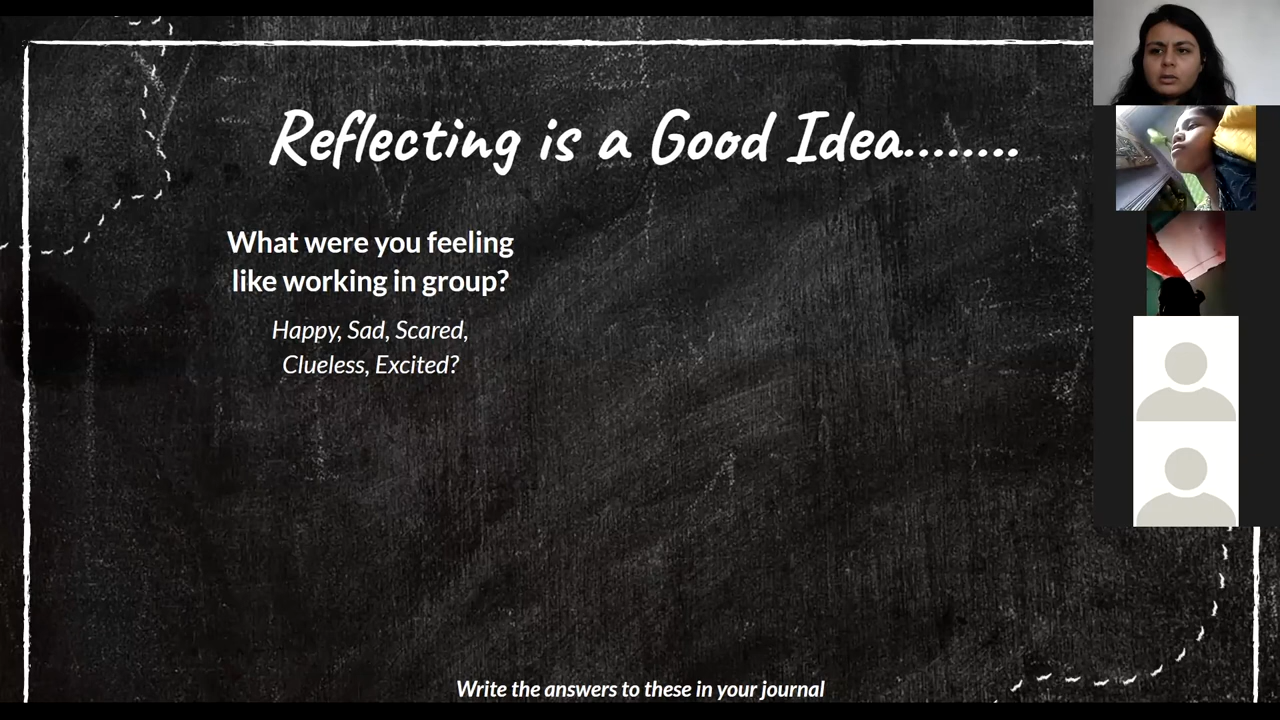 Reflecting is a Good Idea........
What were you feeling
like working in group?
Happy, Sad, Scared,
Clueless, Excited?
Write the answers to these in your journal